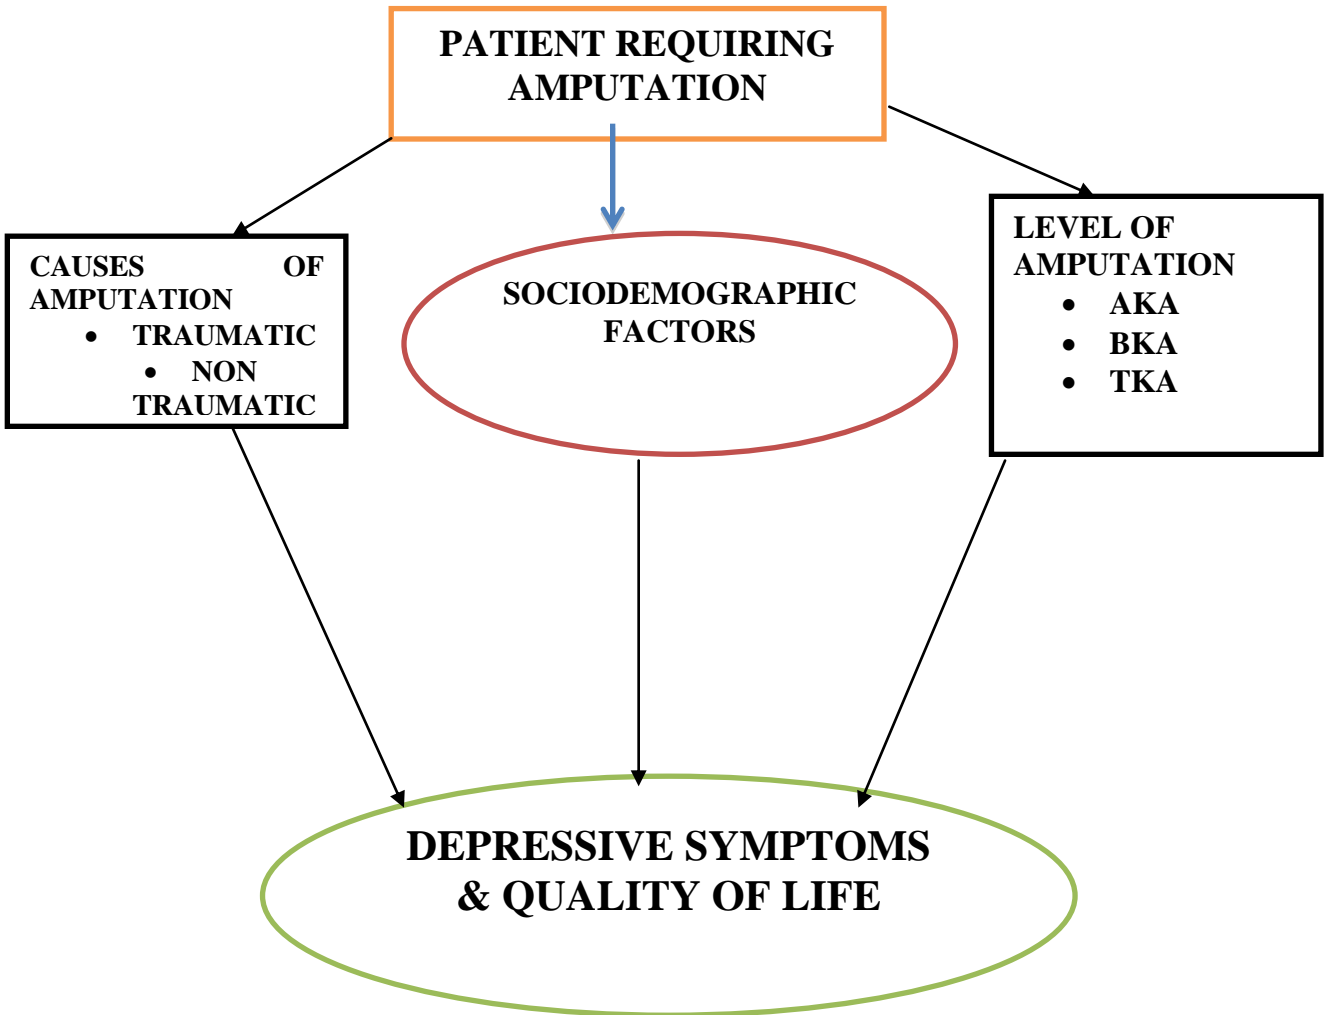 PATIENT REQUIRING
AMPUTATION
CAUSES OF
AMPUTATION
• TRAUMATIC
• NON
TRAUMATIC
SOCIODEMOGRAPHIC
FACTORS
LEVEL OF
AMPUTATION
• AKA
• BKA
• TKA
DEPRESSIVE SYMPTOMS
& QUALITY OF LIFE